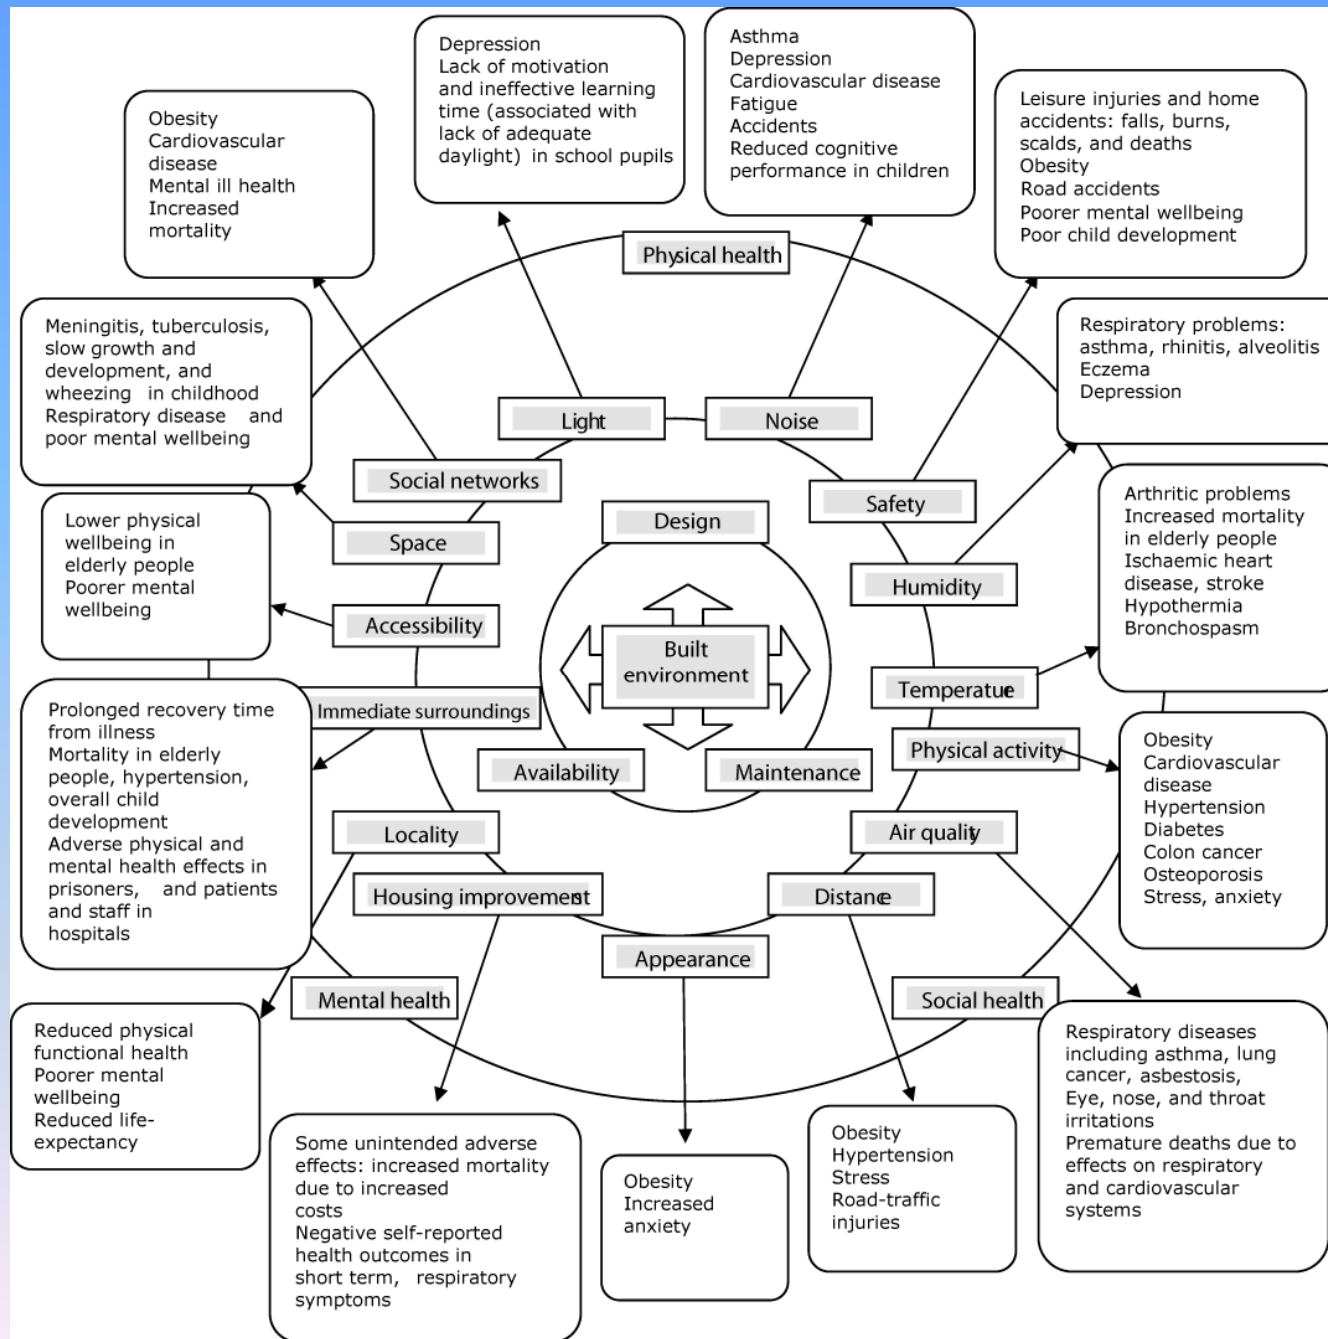 Depression
Lack of motivation
and ineffective learning
time (associated with
lack of adequate
daylight) in school pupils
Asthma
Depression
Cardiovascular disease
Fatigue
Accidents
Reduced cognitive
performance in children
Leisure injuries and home
accidents: falls, burns,
scalds, and deaths
Obesity
Road accidents
Poorer mental wellbeing
Poor child development
Obesity
Cardiovascular
disease
Mental ill health
Increased
mortality
Physical health
Meningitis, tuberculosis,
slow growth and
development, and
wheezing in childhood
Respiratory disease and
poor mental wellbeing
Respiratory problems:
asthma, rhinitis, alveolitis
Eczema
Depression
Light
Noise
Social networks
Safety
Space
Design
Humidity
Lower physical
wellbeing in
elderly people
Poorer mental
wellbeing
Accessibility
Built
environment
Arthritic problems
Increased mortality
in elderly people
Ischaemic heart
disease, stroke
Hypothermia
Bronchospasm
Immediate surroundings
Temperature
Physical activity
Availability
Maintenance
Prolonged recovery time
from illness
Mortality in elderly
people, hypertension,
overall child
development
Adverse physical and
mental health effects in
prisoners, and patients
and staff in
hospitals
Obesity
Cardiovascular
disease
Hypertension
Diabetes
Colon cancer
Osteoporosis
Stress, anxiety
Locality
Air quality
Housing improvements
Distance
Appearance
Mental health
Social health
Reduced physical
functional health
Poorer mental
wellbeing
Reduced life-
expectancy
Some unintended adverse
effects: increased mortality
due to increased
costs
Negative self-reported
health outcomes in
short term, respiratory
symptoms
Obesity
Increased
anxiety
Obesity
Hypertension
Stress
Road-traffic
injuries
Respiratory diseases
including asthma, lung
cancer, asbestosis,
Eye, nose, and throat
irritations
Premature deaths due to
effects on respiratory
and cardiovascular
systems